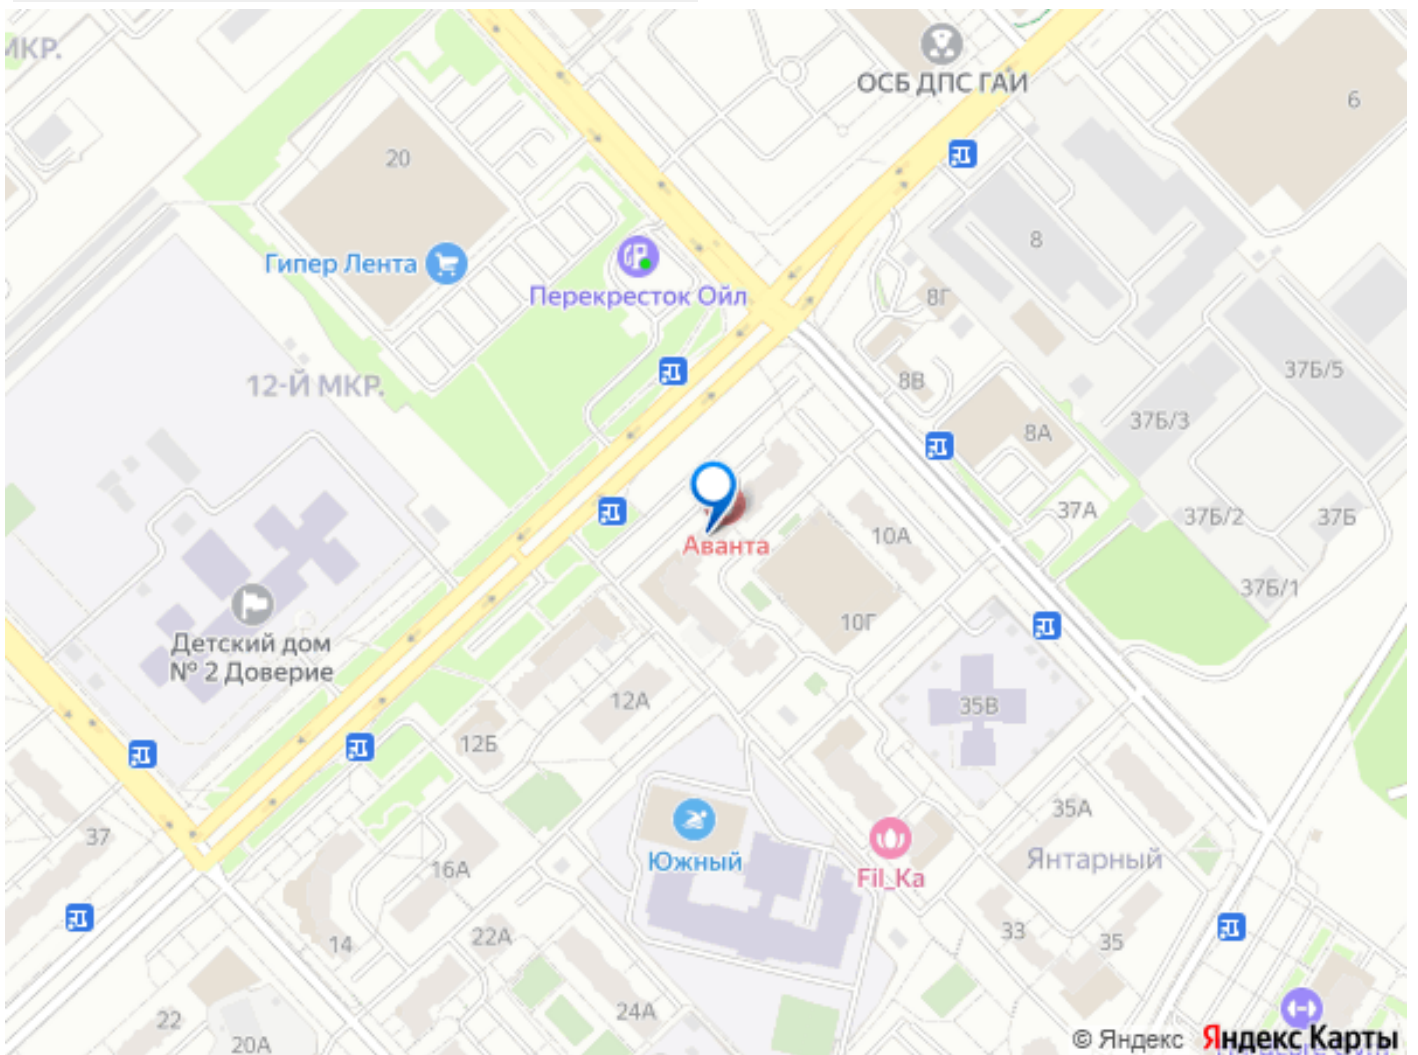 МКР.
ОСБ ДПС ГАИ
6
20
8
Гипер Лента
Перекресток Ойл
8Г
12-Й МКР.
8В
37Б/5
37Б/3
8А
37А
37Б/2
37Б
Аванта
10А
37Б/1
10Г
Детский дом
№ 2 Доверие
12А
35В
12Б
35А
37
Южный
16А
Fil_Ka
Янтарный
33
35
14
22А
24А
22
20А
© Яндекс Яндекс Карты